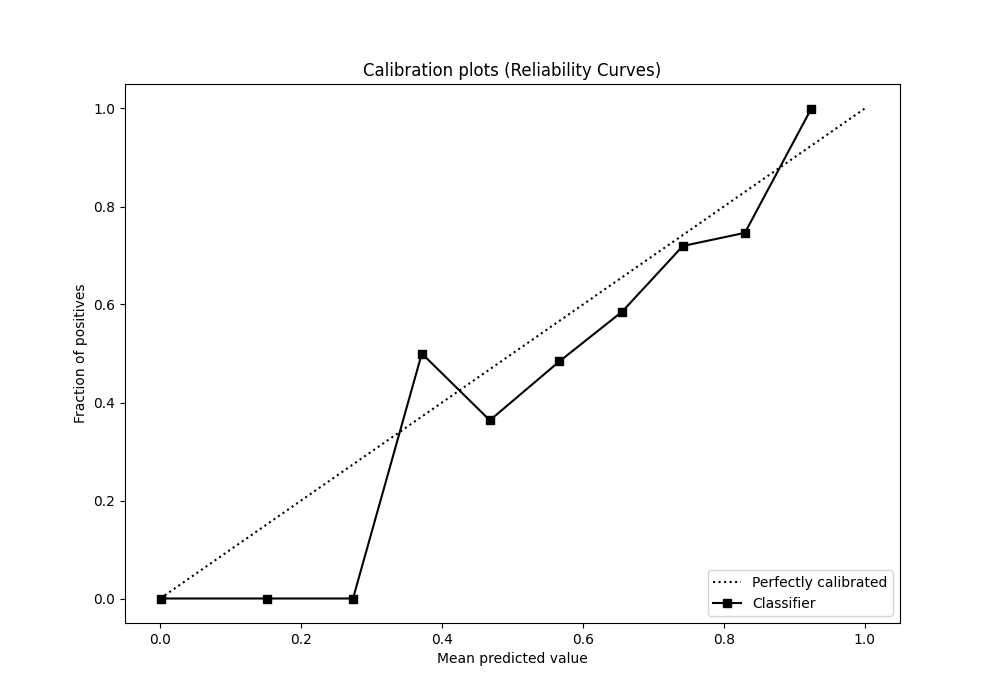 Calibration plots (Reliability Curves)
1.0
0.8
0.6
0.4
0.2
0.0
Fraction of positives
0.0 0.2 0.4 0.6 0.8 1.0
Mean predicted value
Perfectly calibrated
Classifier